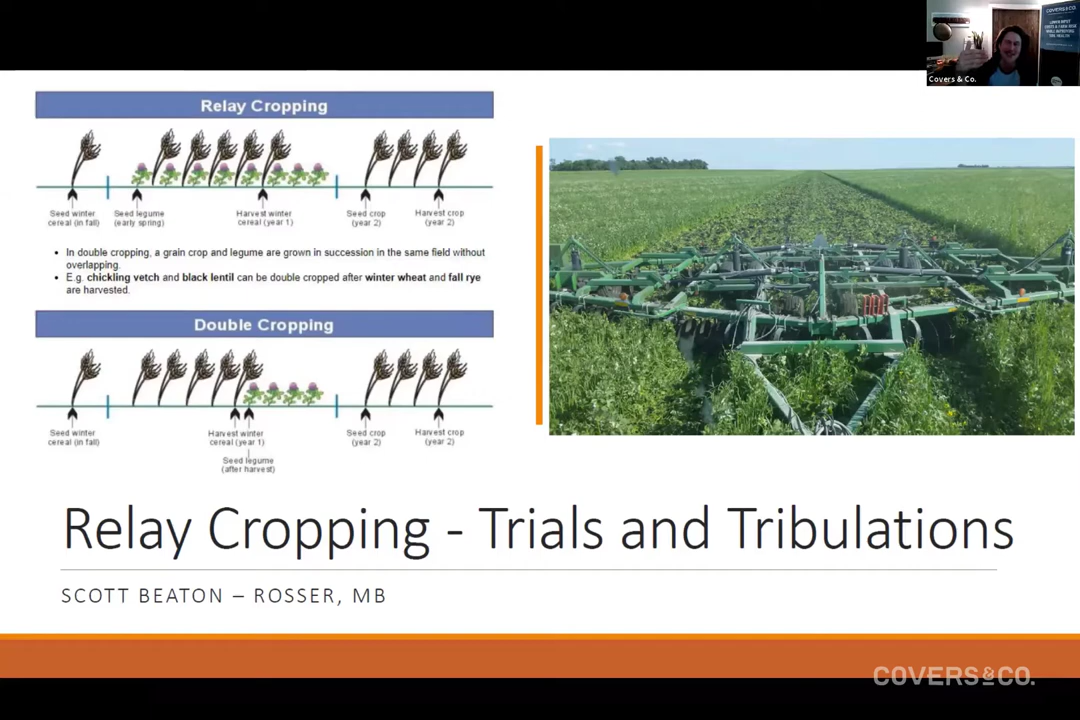 COVERS&CO.
Covers & Co.
Relay Cropping
Seed winter
cereal (in fall)
Seed legume
(early spring)
Harvest winter
cereal (year 1)
Seed crop
(year 2)
Harvest crop
(year 2)
• In double cropping, a grain crop and legume are grown in succession in the same field without
overlapping.
• E.g. chickling vetch and black lentil can be double cropped after winter wheat and fall rye
are harvested.
Double Cropping
Seed winter
cereal (in fall)
Harvest winter
cereal (year 1)
Seed legume
(after harvest)
Seed crop
(year 2)
Harvest crop
(year 2)
Relay Cropping - Trials and Tribulations
SCOTT BEATON – ROSSER, MB
COVERS&CO.